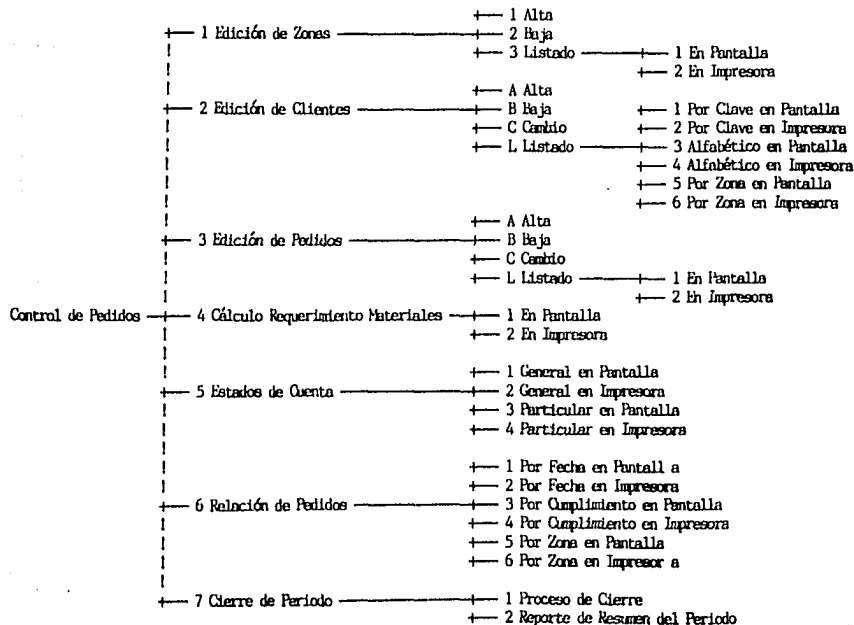 1 Alta
1 Edición de Zonas
2 Baja
3 Listado
1 En Pantalla
2 En Impresora
A Alta
2 Edición de Clientes
B Baja
1 Por Clave en Pantalla
C Cambio
2 Por Clave en Impresora
L Listado
3 Alfabético en Pantalla
4 Alfabético en Impresora
5 Por Zona en Pantalla
6 Por Zona en Impresora
A Alta
3 Edición de Pedidos
B Baja
C Cambio
L Listado
1 En Pantalla
2 En Impresora
Control de Pedidos
4 Cálculo Requerimiento Materiales
1 En Pantalla
2 En Impresora
1 General en Pantalla
5 Estados de Cuenta
2 General en Impresora
3 Particular en Pantalla
4 Particular en Impresora
1 Por Fecha en Pantall a
2 Por Fecha en Impresora
6 Relación de Pedidos
3 Por Cumplimiento en Pantalla
4 Por Cumplimiento en Impresora
5 Por Zona en Pantalla
6 Por Zona en Impresor a
7 Cierre de Periodo
1 Proceso de Cierre
2 Reporte de Resumen del Periodo